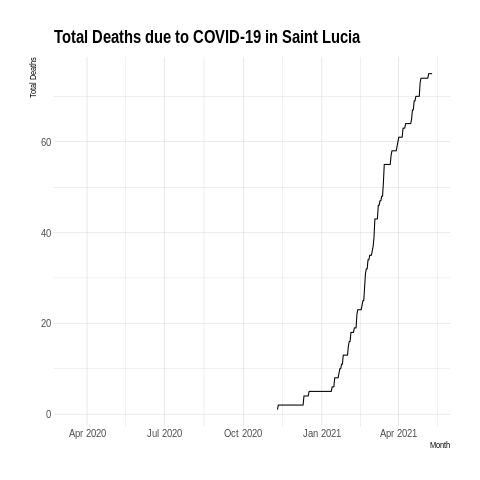 Total Deaths due to COVID-19 in Saint Lucia
Total Deaths
60
40
20
0
Apr 2020 Jul 2020 Oct 2020 Jan 2021 Apr 2021
Month